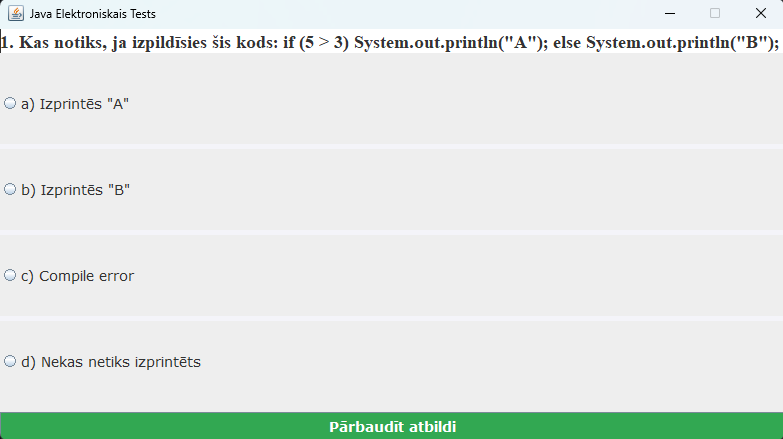 Java Elektroniskais Tests
1. Kas notiks, ja izpildīsies šis kods: if (5 > 3) System.out.println("A"); else System.out.println("B");
a) Izprintēs "A"
b) Izprintēs "B"
c) Compile error
d) Nekas netiks izprintēts
Pārbaudīt atbildi